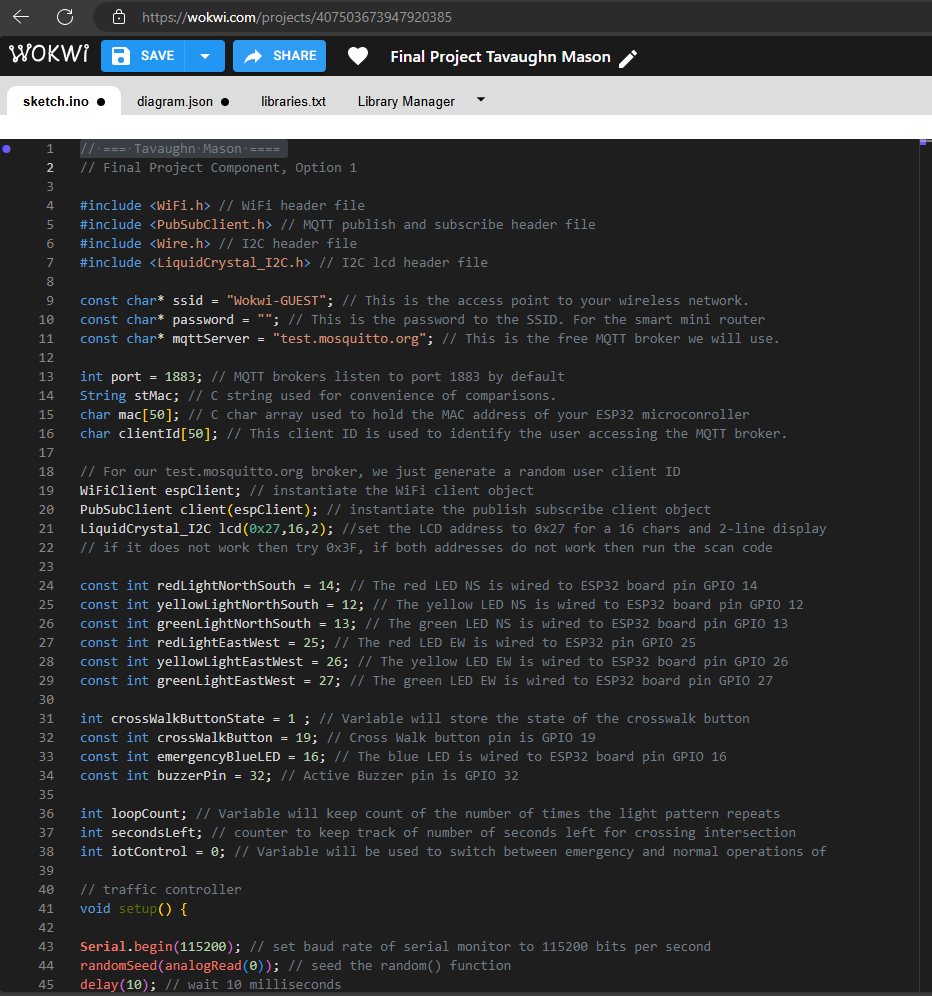 https://wokwi.com/projects/407503673947920385
WOKWI SAVE SHARE Final Project Tavaughn Mason
sketch.ino diagram.json libraries.txt Library Manager
1 // === Tavaughn Mason ====
2 // Final Project Component, Option 1
3
4 #include <WiFi.h> // WiFi header file
5 #include <PubSubClient.h> // MQTT publish and subscribe header file
6 #include <Wire.h> // I2C header file
7 #include <LiquidCrystal_I2C.h> // I2C lcd header file
8
9 const char* ssid = "Wokwi-GUEST"; // This is the access point to your wireless network.
10 const char* password = ""; // This is the password to the SSID. For the smart mini router
11 const char* mqttServer = "test.mosquitto.org"; // This is the free MQTT broker we will use.
12
13 int port = 1883; // MQTT brokers listen to port 1883 by default
14 String stMac; // C string used for convenience of comparisons.
15 char mac[50]; // C char array used to hold the MAC address of your ESP32 microconroller
16 char clientId[50]; // This client ID is used to identify the user accessing the MQTT broker.
17
18 // For our test.mosquitto.org broker, we just generate a random user client ID
19 WiFiClient espClient; // instantiate the WiFi client object
20 PubSubClient client(espClient); // instantiate the publish subscribe client object
21 LiquidCrystal_I2C lcd(0x27,16,2); //set the LCD address to 0x27 for a 16 chars and 2-line display
22 // if it does not work then try 0x3F, if both addresses do not work then run the scan code
23
24 const int redLightNorthSouth = 14; // The red LED NS is wired to ESP32 board pin GPIO 14
25 const int yellowLightNorthSouth = 12; // The yellow LED NS is wired to ESP32 board pin GPIO 12
26 const int greenLightNorthSouth = 13; // The green LED NS is wired to ESP32 board pin GPIO 13
27 const int redLightEastWest = 25; // The red LED EW is wired to ESP32 pin GPIO 25
28 const int yellowLightEastWest = 26; // The yellow LED EW is wired to ESP32 board pin GPIO 26
29 const int greenLightEastWest = 27; // The green LED EW is wired to ESP32 board pin GPIO 27
30
31 int crossWalkButtonState = 1 ; // Variable will store the state of the crosswalk button
32 const int crossWalkButton = 19; // Cross Walk button pin is GPIO 19
33 const int emergencyBlueLED = 16; // The blue LED is wired to ESP32 board pin GPIO 16
34 const int buzzerPin = 32; // Active Buzzer pin is GPIO 32
35
36 int loopCount; // Variable will keep count of the number of times the light pattern repeats
37 int secondsLeft; // counter to keep track of number of seconds left for crossing intersection
38 int iotControl = 0; // Variable will be used to switch between emergency and normal operations of
39
40 // traffic controller
41 void setup() {
42
43 Serial.begin(115200); // set baud rate of serial monitor to 115200 bits per second
44 randomSeed(analogRead(0)); // seed the random() function
45 delay(10); // wait 10 milliseconds